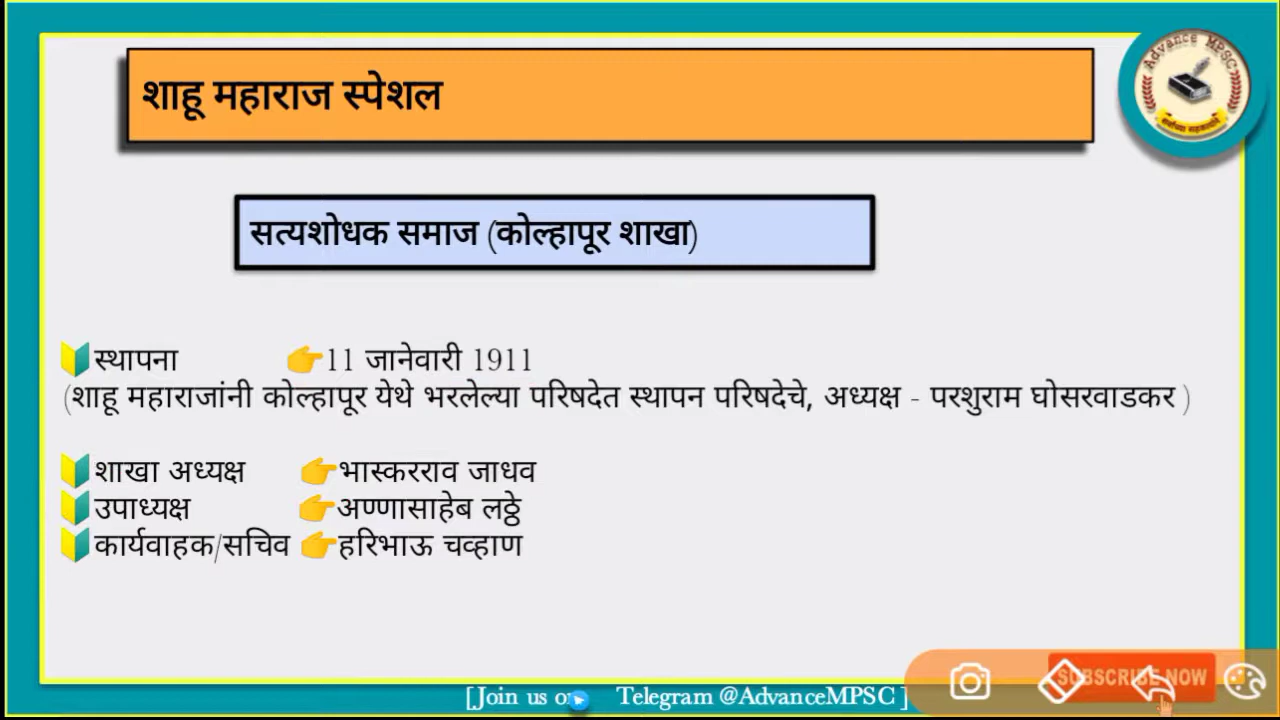 शाहू महाराज स्पेशल
Advance MPSC
सत्यशोधक समाज (कोल्हापूर शाखा)
स्थापना 👉11 जानेवारी 1911
(शाहू महाराजांनी कोल्हापूर येथे भरलेल्या परिषदेत स्थापन परिषदेचे, अध्यक्ष - परशुराम घोसरवाडकर )
शाखा अध्यक्ष 👉भास्करराव जाधव
उपाध्यक्ष 👉अण्णासाहेब लठ्ठे
कार्यवाहक/सचिव 👉हरिभाऊ चव्हाण
SUBSCRIBE NOW
[Join us on Telegram @AdvanceMPSC ]